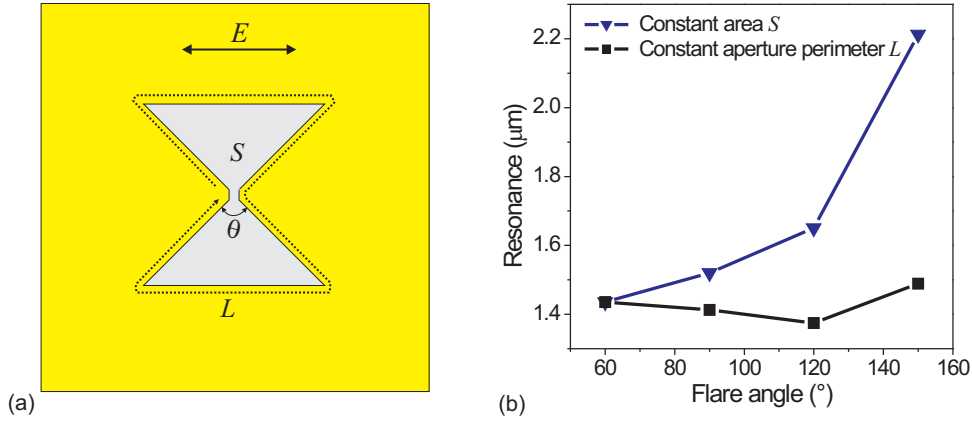 E
S
θ
L
(a)
Constant area S
Constant aperture perimeter L
2.2
2.0
1.8
1.6
1.4
Resonance (μm)
60 80 100 120 140 160
Flare angle (°)
(b)